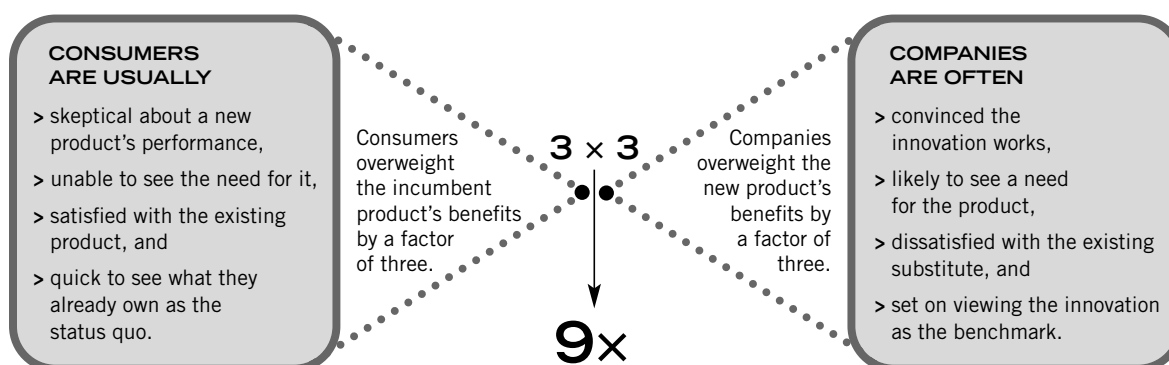 CONSUMERS
ARE USUALLY
> skeptical about a new
product's performance,
> unable to see the need for it,
> satisfied with the existing
product, and
> quick to see what they
already own as the
status quo.
Consumers
overweight
the incumbent
product's benefits
by a factor
of three.
3 × 3
9×
Companies
overweight the
new product's
benefits by
a factor of
three.
COMPANIES
ARE OFTEN
> convinced the
innovation works,
> likely to see a need
for the product,
> dissatisfied with the existing
substitute, and
> set on viewing the innovation
as the benchmark.